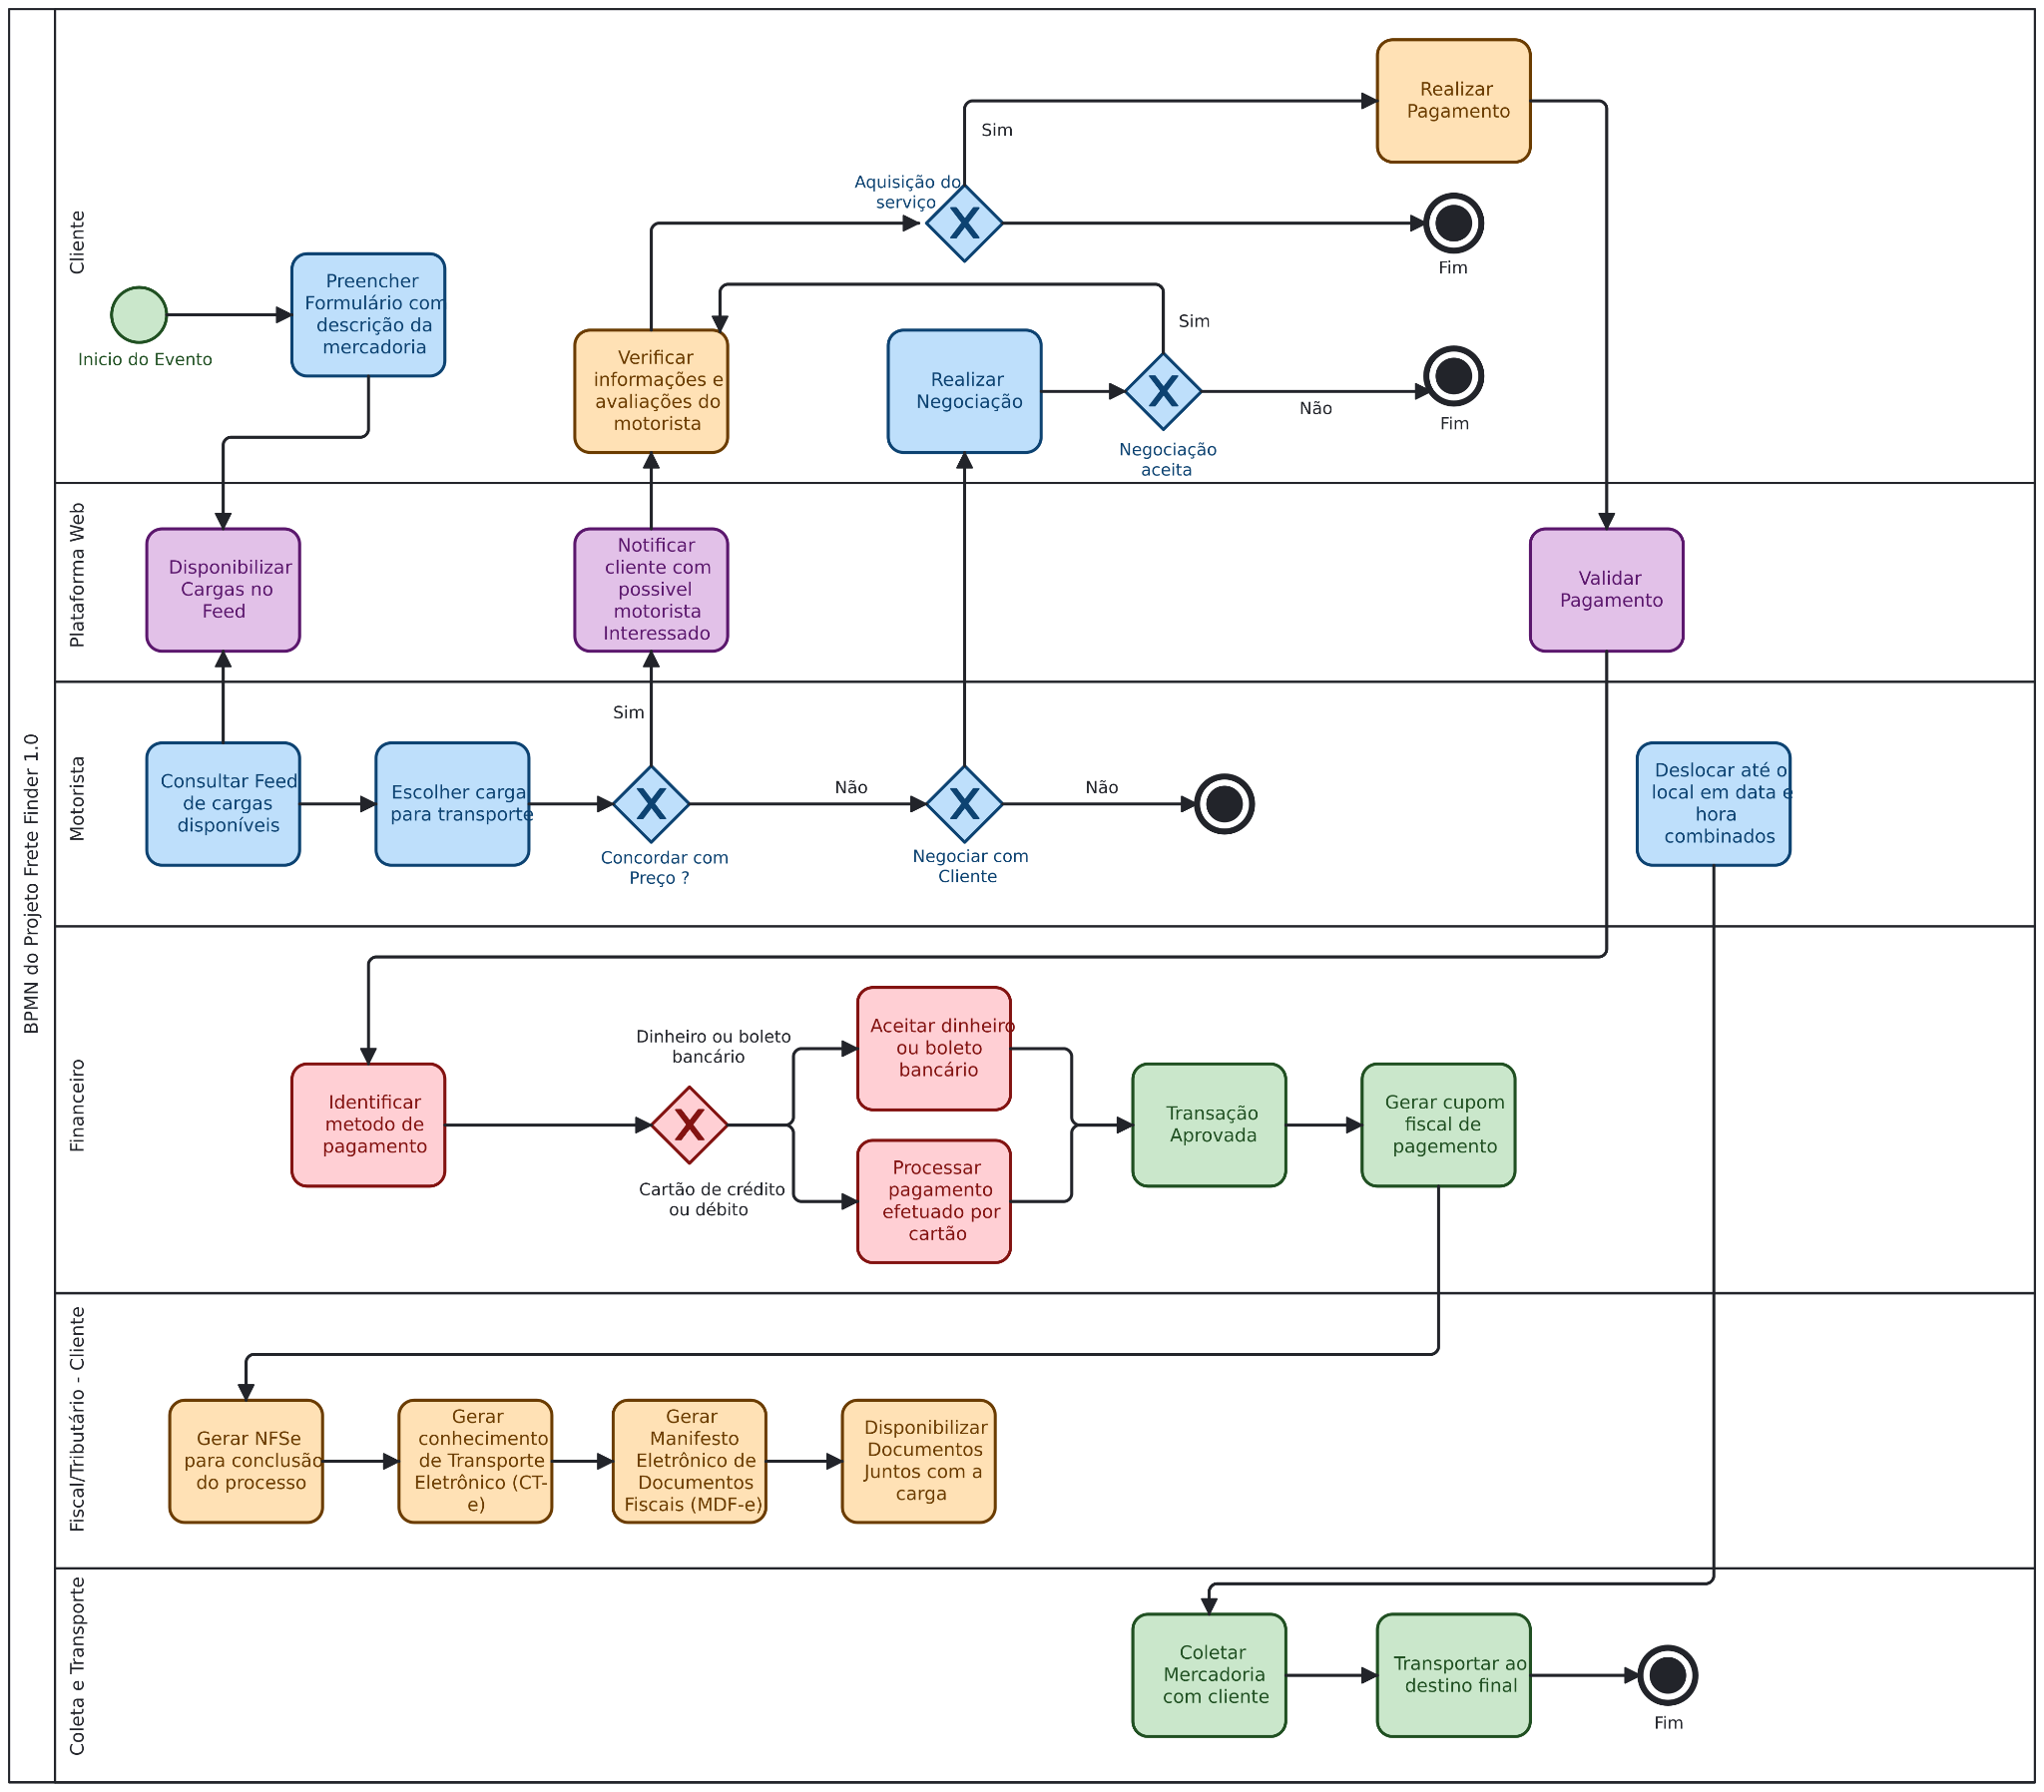 BPMN do Projeto Frete Finder 1.0
Cliente
Inicio do Evento
Preencher
Formulário com
descrição da
mercadoria
Verificar
informações e
avaliações do
motorista
Aquisição do
serviço
Sim
Realizar
Pagamento
Fim
Realizar
Negociação
Sim
Negociação
aceita
Não
Fim
Plataforma Web
Disponibilizar
Cargas no
Feed
Notificar
cliente com
possivel
motorista
Interessado
Validar
Pagamento
Motorista
Consultar Feed
de cargas
disponíveis
Escolher carga
para transporte
Sim
Concordar com
Preço ?
Não
Negociar com
Cliente
Não
Deslocar até o
local em data e
hora
combinados
Financeiro
Identificar
metodo de
pagamento
Dinheiro ou boleto
bancário
Cartão de crédito
ou débito
Aceitar dinheiro
ou boleto
bancário
Processar
pagamento
efetuado por
cartão
Transação
Aprovada
Gerar cupom
fiscal de
pagemento
Fiscal/Tributário - Cliente
Gerar NFSe
para conclusão
do processo
Gerar
conhecimento
de Transporte
Eletrônico (CT-
e)
Gerar
Manifesto
Eletrônico de
Documentos
Fiscais (MDF-e)
Disponibilizar
Documentos
Juntos com a
carga
Coleta e Transporte
Coletar
Mercadoria
com cliente
Transportar ao
destino final
Fim